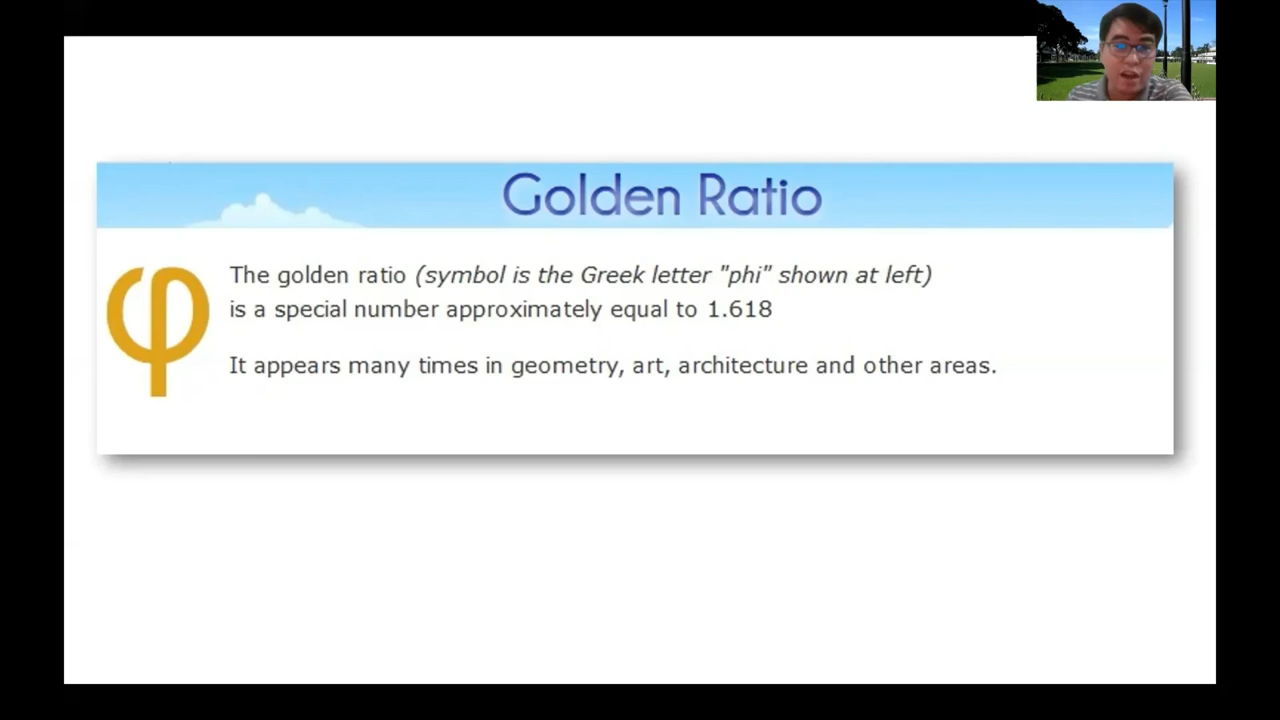 Golden Ratio
φ
The golden ratio (symbol is the Greek letter "phi" shown at left)
is a special number approximately equal to 1.618
It appears many times in geometry, art, architecture and other areas.